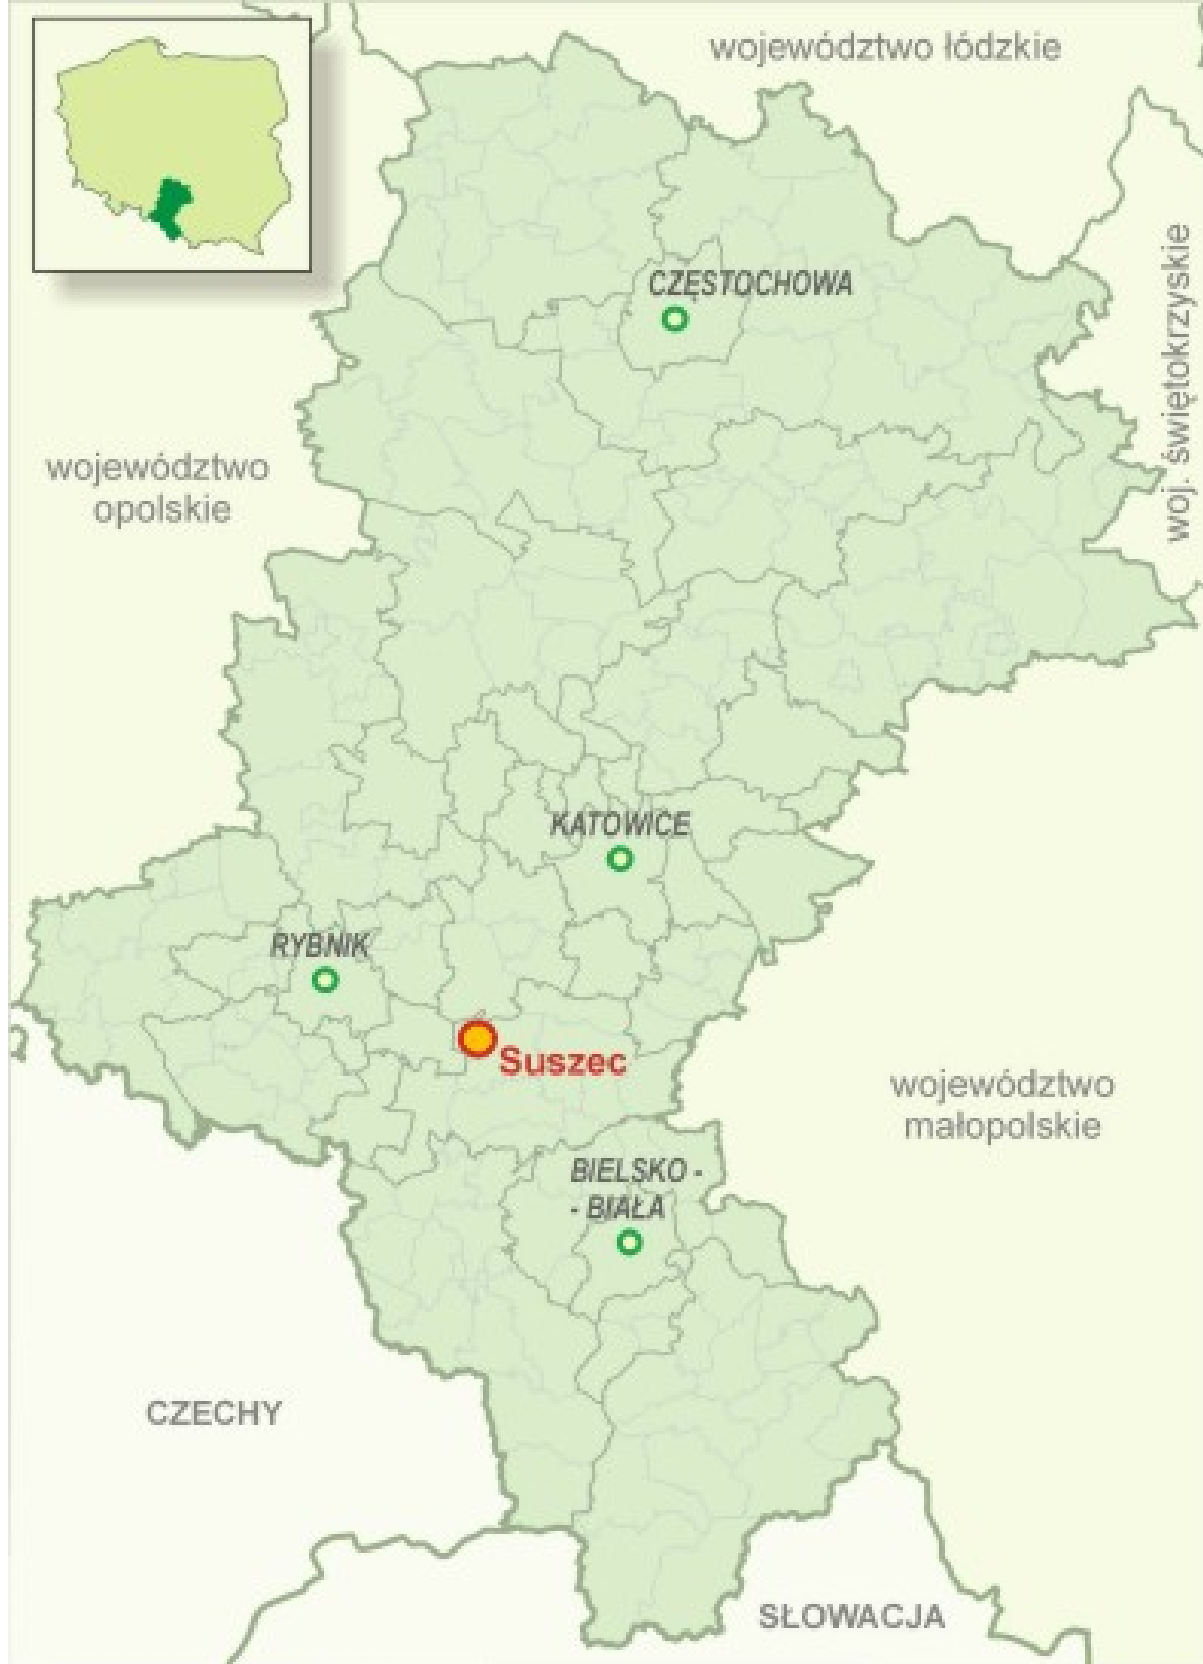 województwo łódzkie
CZĘSTOCHOWA
woj. świętokrzyskie
województwo
opolskie
KATOWICE
RYBNIK
Suszec
województwo
małopolskie
BIELSKO -
- BIAŁA
CZECHY
SŁOWACJA